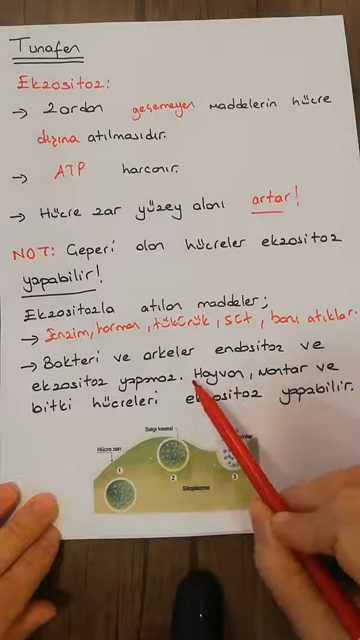 Tunafen
Ekzositoz:
→ Zardan geçemeyen maddelerin hücre
dışına atılmasıdır.
→ ATP harcanır.
→ Hücre zar yüzey alanı artar!
NOT: Çeperi olan hücreler ekzositoz
yapabilir!
Ekzositozla atılan maddeler;
→ Enzim, hormon, tükürük, süt, bazı atıklar.
→ Bakteri ve arkeler endositoz ve
ekzositoz yapmaz. Hayvan, Mantar ve
bitki hücreleri ekzositoz yapabilir.
Salgı kesesi
Hücre zarı
1
2
3
Sitoplazma